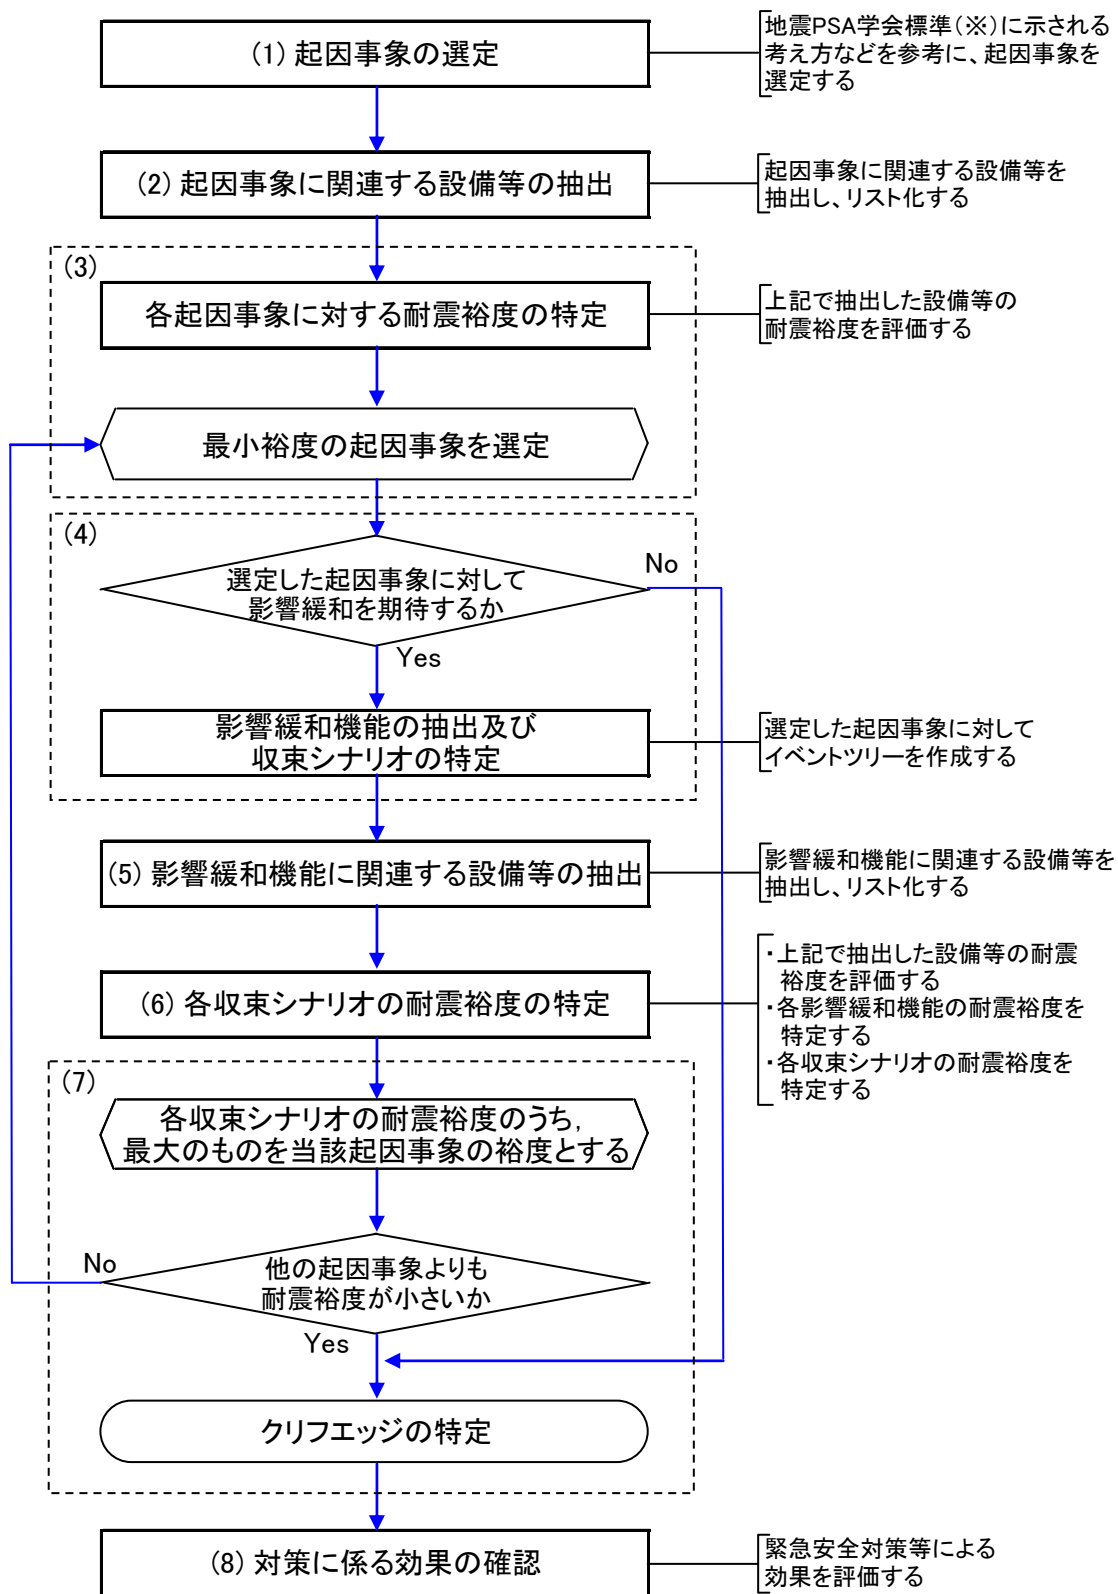 (1) 起因事象の選定
地震PSA学会標準(※)に示される
考え方などを参考に、起因事象を
選定する
(2) 起因事象に関連する設備等の抽出
起因事象に関連する設備等を
抽出し、リスト化する
(3)
各起因事象に対する耐震裕度の特定
上記で抽出した設備等の
耐震裕度を評価する
最小裕度の起因事象を選定
(4)
選定した起因事象に対して
影響緩和を期待するか
No
Yes
影響緩和機能の抽出及び
収束シナリオの特定
選定した起因事象に対して
イベントツリーを作成する
(5) 影響緩和機能に関連する設備等の抽出
影響緩和機能に関連する設備等を
抽出し、リスト化する
(6) 各収束シナリオの耐震裕度の特定
・上記で抽出した設備等の耐震
裕度を評価する
・各影響緩和機能の耐震裕度を
特定する
・各収束シナリオの耐震裕度を
特定する
(7)
各収束シナリオの耐震裕度のうち,
最大のものを当該起因事象の裕度とする
他の起因事象よりも
耐震裕度が小さいか
No
Yes
クリフエッジの特定
(8) 対策に係る効果の確認
緊急安全対策等による
効果を評価する